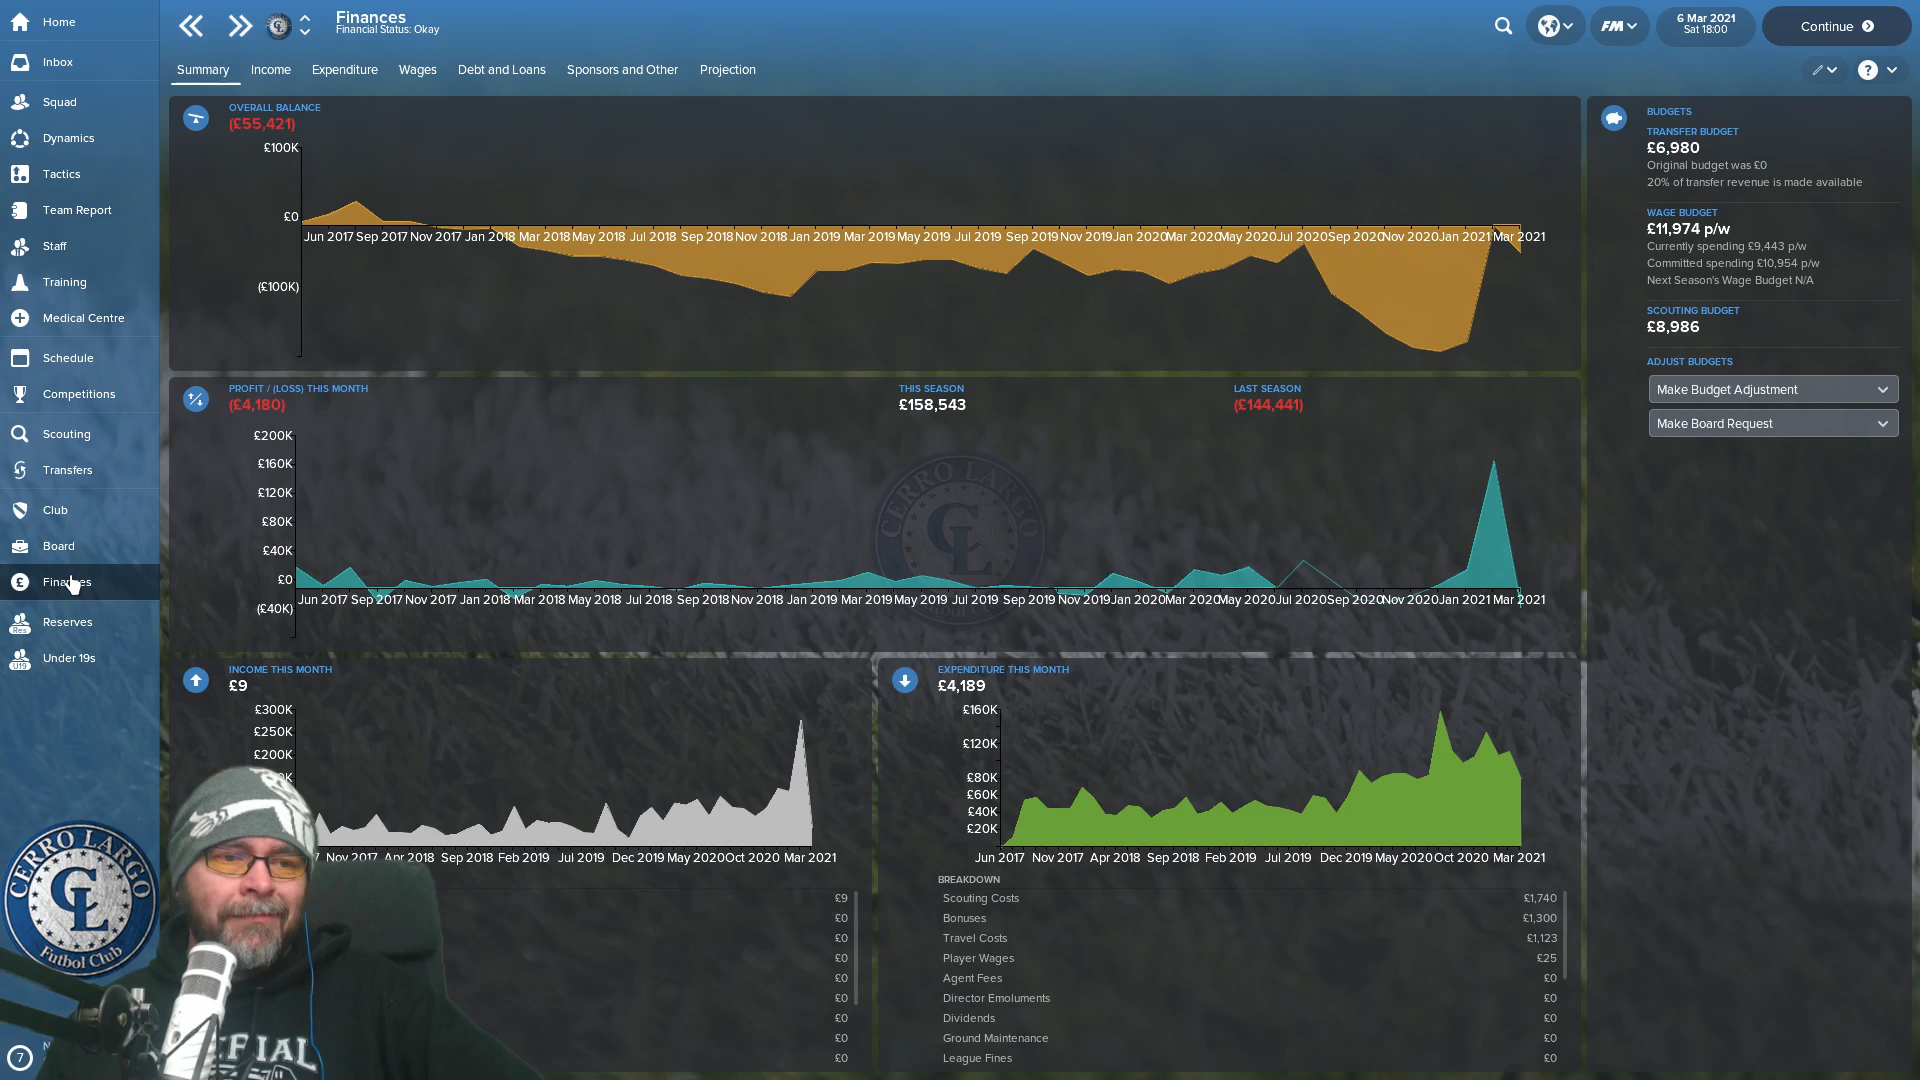 Home
Inbox
Squad
Dynamics
Tactics
Team Report
Staff
Training
Medical Centre
Schedule
Competitions
Scouting
Transfers
Club
Board
Finances
Reserves
Res
Under 19s
U19
7
CERRO LARGO
CL
Futbol Club
Finances
Financial Status: Okay
FM
6 Mar 2021
Sat 18:00
Continue
Summary Income Expenditure Wages Debt and Loans Sponsors and Other Projection
?
OVERALL BALANCE
(£55,421)
£100K
£0
(£100K)
Jun 2017 Sep 2017 Nov 2017 Jan 2018 Mar 2018 May 2018 Jul 2018 Sep 2018 Nov 2018 Jan 2019 Mar 2019 May 2019 Jul 2019 Sep 2019 Nov 2019 Jan 2020 Mar 2020 May 2020 Jul 2020 Sep 2020 Nov 2020 Jan 2021 Mar 2021
PROFIT / (LOSS) THIS MONTH
(£4,180)
THIS SEASON
£158,543
LAST SEASON
(£144,441)
£200K
£160K
£120K
£80K
£40K
£0
(£40K)
Jun 2017 Sep 2017 Nov 2017 Jan 2018 Mar 2018 May 2018 Jul 2018 Sep 2018 Nov 2018 Jan 2019 Mar 2019 May 2019 Jul 2019 Sep 2019 Nov 2019 Jan 2020 Mar 2020 May 2020 Jul 2020 Sep 2020 Nov 2020 Jan 2021 Mar 2021
CERRO LARGO
CL
INCOME THIS MONTH
£9
£300K
£250K
£200K
Nov 2017 Apr 2018 Sep 2018 Feb 2019 Jul 2019 Dec 2019 May 2020 Oct 2020 Mar 2021
£9
£0
£0
£0
£0
£0
£0
£0
£0
EXPENDITURE THIS MONTH
£4,189
£160K
£120K
£80K
£60K
£40K
£20K
Jun 2017 Nov 2017 Apr 2018 Sep 2018 Feb 2019 Jul 2019 Dec 2019 May 2020 Oct 2020 Mar 2021
BREAKDOWN
Scouting Costs £1,740
Bonuses £1,300
Travel Costs £1,123
Player Wages £25
Agent Fees £0
Director Emoluments £0
Dividends £0
Ground Maintenance £0
League Fines £0
BUDGETS
TRANSFER BUDGET
£6,980
Original budget was £0
20% of transfer revenue is made available
WAGE BUDGET
£11,974 p/w
Currently spending £9,443 p/w
Committed spending £10,954 p/w
Next Season's Wage Budget N/A
SCOUTING BUDGET
£8,986
ADJUST BUDGETS
Make Budget Adjustment
Make Board Request